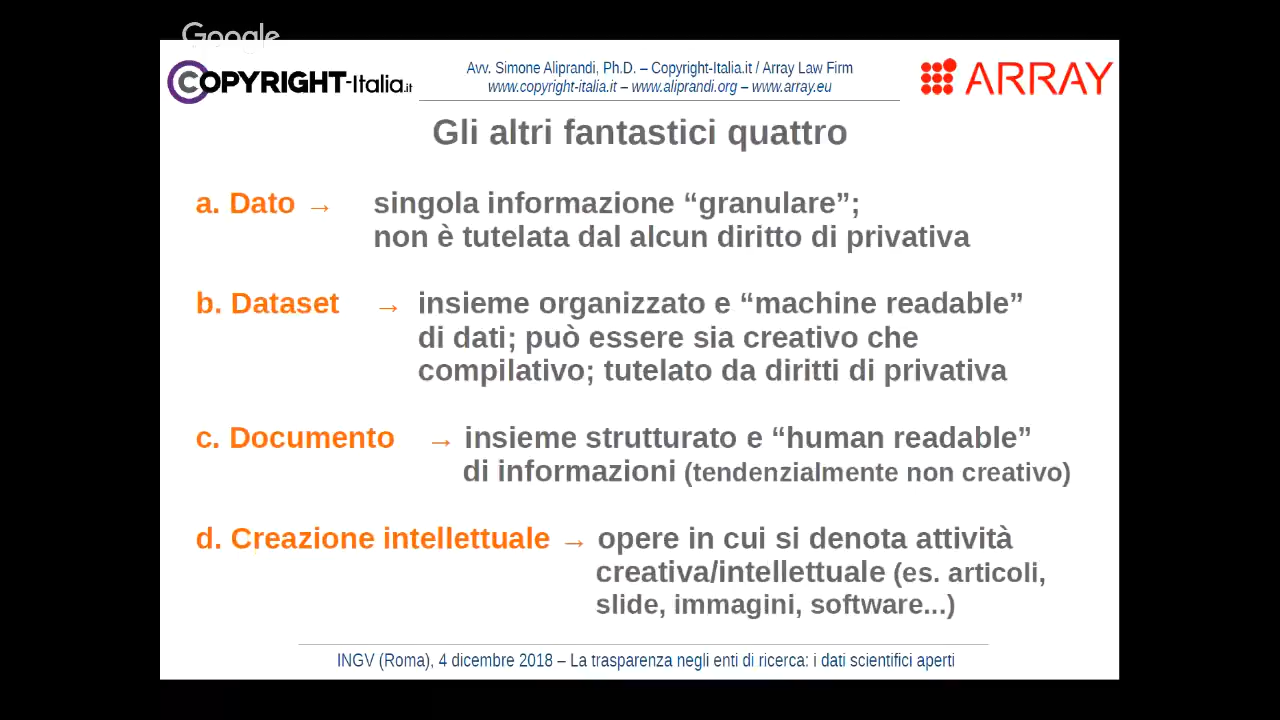 Google
COPYRIGHT-Italia.it
Avv. Simone Aliprandi, Ph.D. – Copyright-Italia.it / Array Law Firm
www.copyright-italia.it – www.aliprandi.org – www.array.eu
ARRAY
Gli altri fantastici quattro
a. Dato → singola informazione “granulare”;
non è tutelata dal alcun diritto di privativa
b. Dataset → insieme organizzato e “machine readable”
di dati; può essere sia creativo che
compilativo; tutelato da diritti di privativa
c. Documento → insieme strutturato e “human readable”
di informazioni (tendenzialmente non creativo)
d. Creazione intellettuale → opere in cui si denota attività
creativa/intellettuale (es. articoli,
slide, immagini, software...)
INGV (Roma), 4 dicembre 2018 – La trasparenza negli enti di ricerca: i dati scientifici aperti